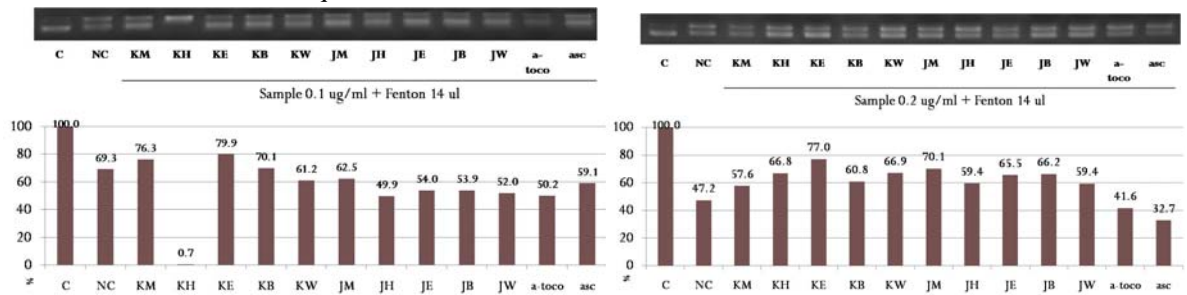 C NC KM KH KE KB KW JM JH JE JB JW a-toco asc
Sample 0.1 ug/ml + Fenton 14 ul
100
80
60
40
20
0
%
100.0 69.3 76.3 0.7 79.9 70.1 61.2 62.5 49.9 54.0 53.9 52.0 50.2 59.1
C NC KM KH KE KB KW JM JH JE JB JW a-toco asc
C NC KM KH KE KB KW JM JH JE JB JW a-toco asc
Sample 0.2 ug/ml + Fenton 14 ul
100
80
60
40
20
0
%
100.0 47.2 57.6 66.8 77.0 60.8 66.9 70.1 59.4 65.5 66.2 59.4 41.6 32.7
C NC KM KH KE KB KW JM JH JE JB JW a-toco asc